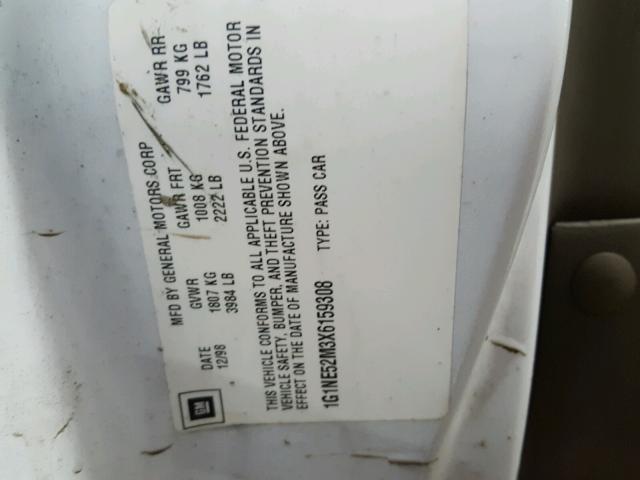 GM
MFD BY GENERAL MOTORS CORP
DATE GVWR GAWR FRT GAWR RR
12/98 1807 KG 1008 KG 799 KG
3984 LB 2222 LB 1762 LB
THIS VEHICLE CONFORMS TO ALL APPLICABLE U.S. FEDERAL MOTOR
VEHICLE SAFETY, BUMPER, AND THEFT PREVENTION STANDARDS IN
EFFECT ON THE DATE OF MANUFACTURE SHOWN ABOVE.
1G1NE52M3X6159308 TYPE: PASS CAR